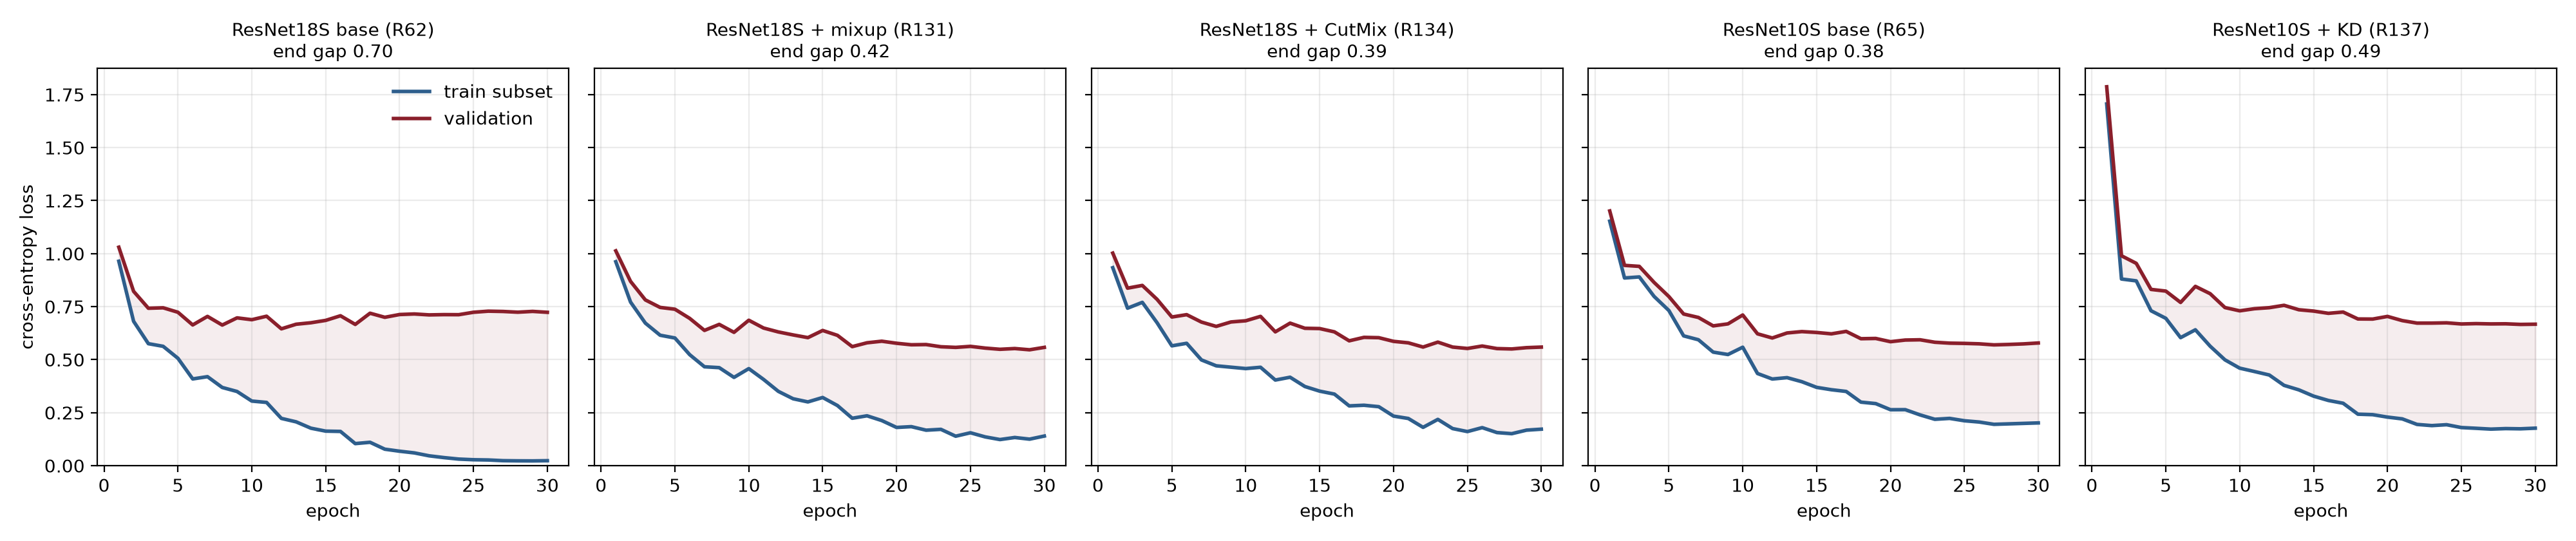 ResNet18S base (R62)
end gap 0.70
ResNet18S + mixup (R131)
end gap 0.42
ResNet18S + CutMix (R134)
end gap 0.39
ResNet10S base (R65)
end gap 0.38
ResNet10S + KD (R137)
end gap 0.49
train subset
validation
cross-entropy loss
1.75
1.50
1.25
1.00
0.75
0.50
0.25
0.00
0 5 10 15 20 25 30
0 5 10 15 20 25 30
0 5 10 15 20 25 30
0 5 10 15 20 25 30
0 5 10 15 20 25 30
epoch
epoch
epoch
epoch
epoch